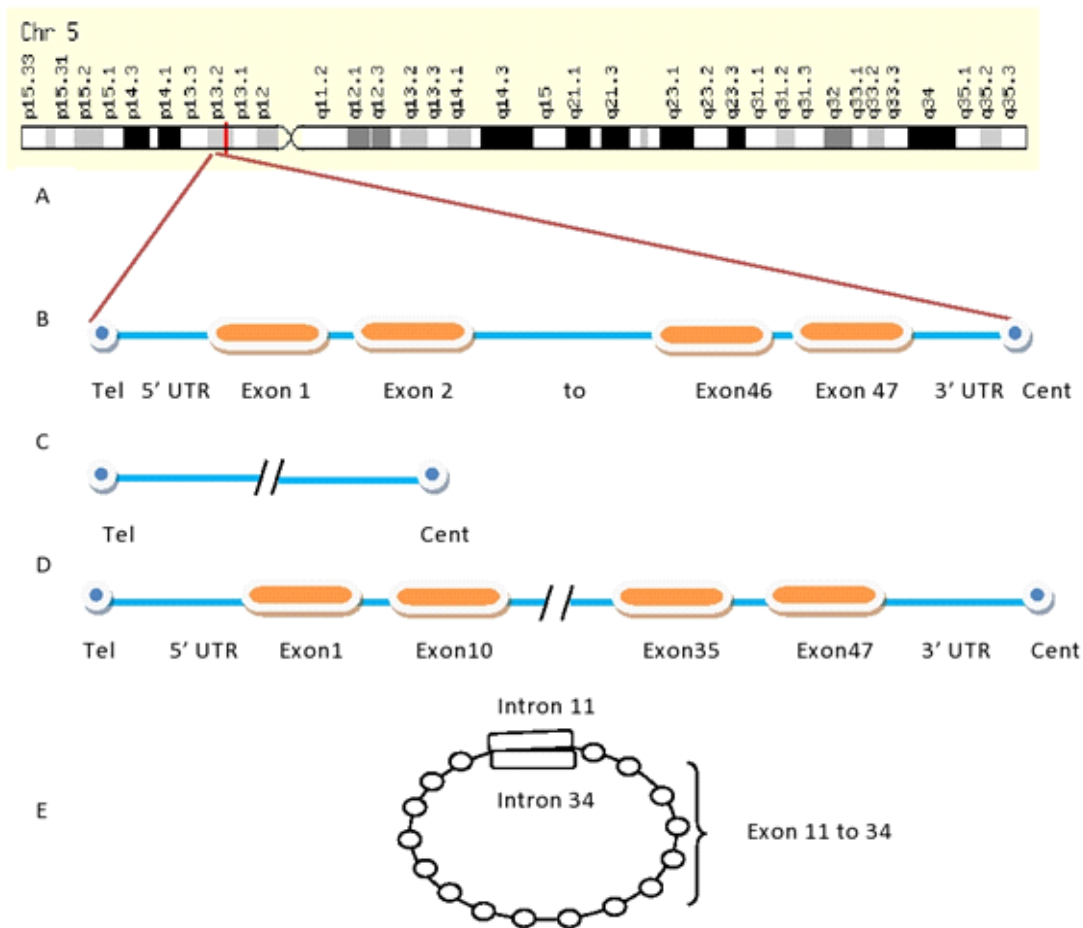 Chr 5
p15.33 p15.31 p15.2 p15.1 p14.3 p14.1 p13.3 p13.2 p13.1 p12 q11.2 q12.1 q12.3 q13.2 q13.3 q14.1 q14.3 q15 q21.1 q21.3 q23.1 q23.2 q23.3 q31.1 q31.2 q31.3 q32 q33.1 q33.2 q33.3 q34 q35.1 q35.2 q35.3
A
B
Tel 5' UTR Exon 1 Exon 2 to Exon46 Exon 47 3' UTR Cent
C
Tel Cent
D
Tel 5' UTR Exon1 Exon10 Exon35 Exon47 3' UTR Cent
Intron 11
E
Intron 34
Exon 11 to 34